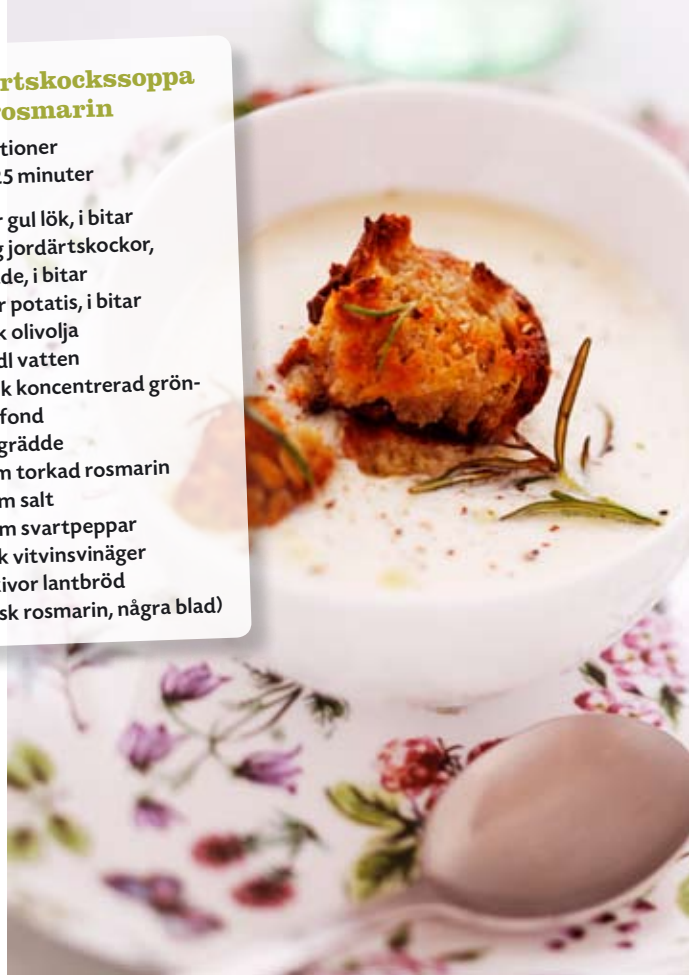 rtskockssoppa
rosmarin
tioner
25 minuter
r gul lök, i bitar
g jordärtskockor,
de, i bitar
r potatis, i bitar
k olivolja
dl vatten
k koncentrerad grön-
fond
grädde
m torkad rosmarin
m salt
m svartpeppar
k vitvinsvinäger
ivor lantbröd
sk rosmarin, några blad)